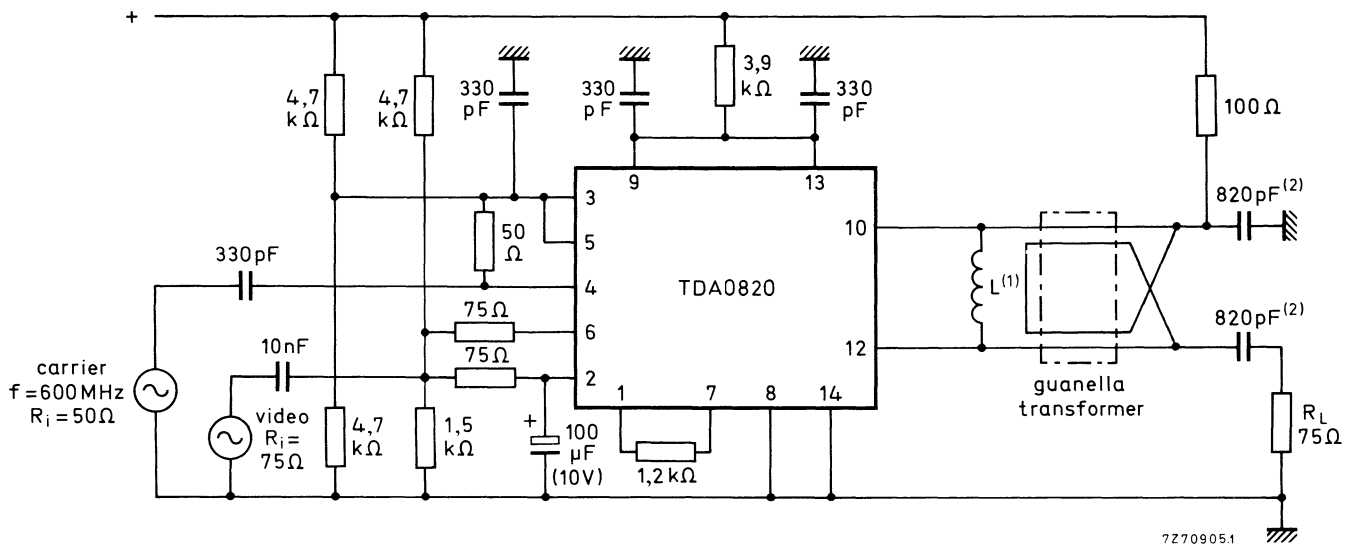 +
4,7
kΩ
4,7
kΩ
330
pF
330
pF
3,9
kΩ
330
pF
100Ω
9
13
3
5
4
6
2
10
12
1
7
8
14
TDA0820
50
Ω
330pF
75Ω
75Ω
10nF
carrier
f=600MHz
Ri=50Ω
video
Ri=
75Ω
4,7
kΩ
1,5
kΩ
+
100
µF
(10V)
1,2kΩ
L(1)
guanella
transformer
820pF(2)
820pF(2)
RL
75Ω
7Z70905.1